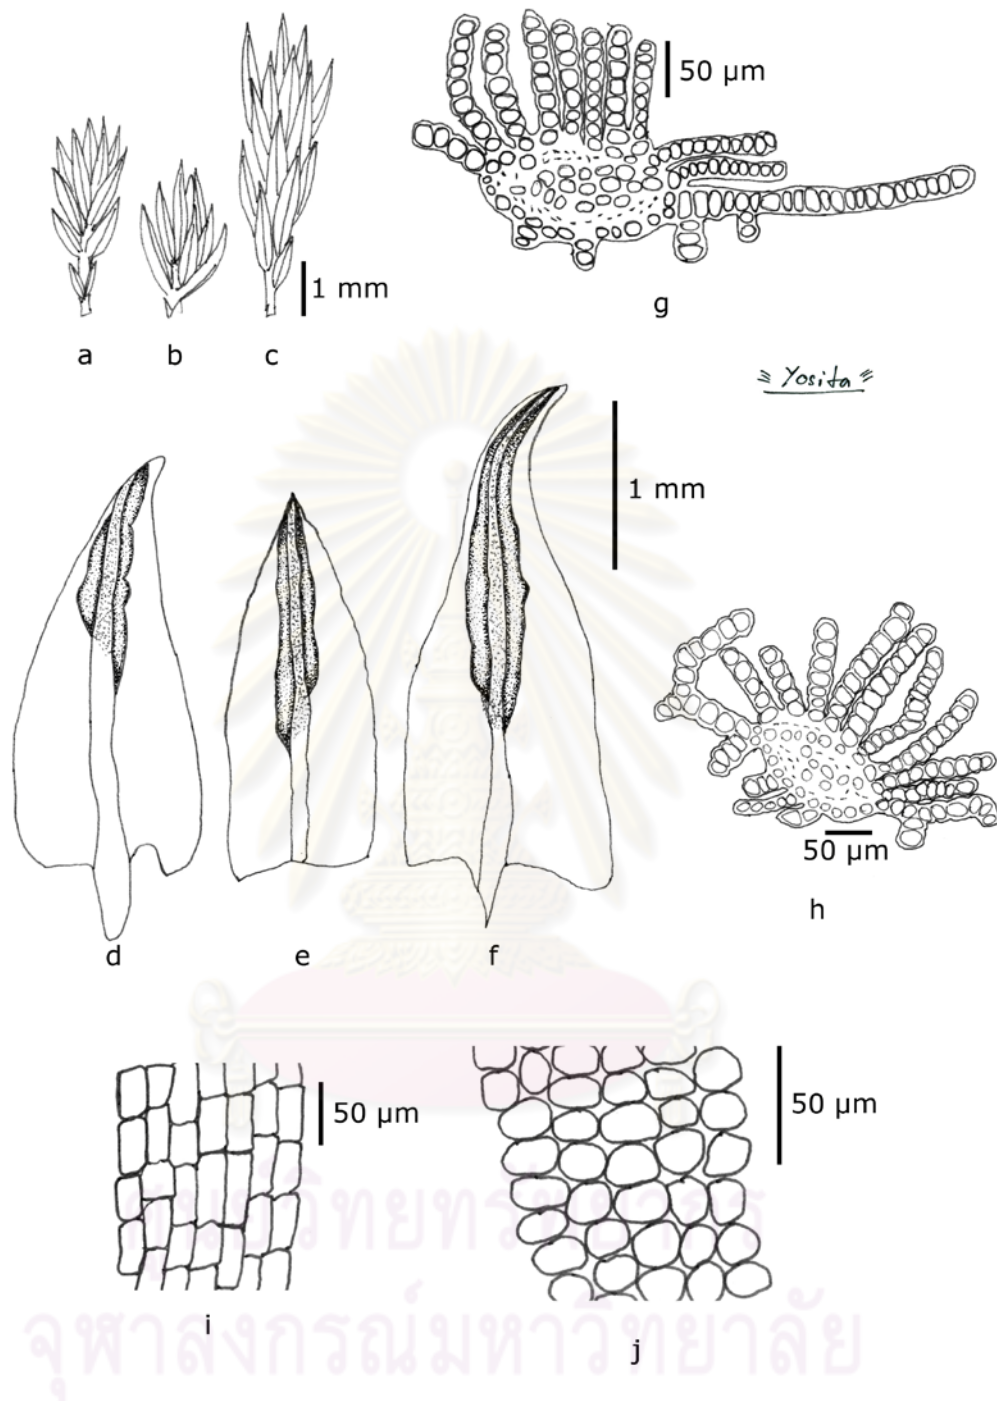 50 µm
1 mm
g
a b c
Yosita
1 mm
50 µm
h
d e f
50 µm
50 µm
ศูนย์วิทยทรัพยากร
i
j
จุฬาลงกรณ์มหาวิทยาลัย